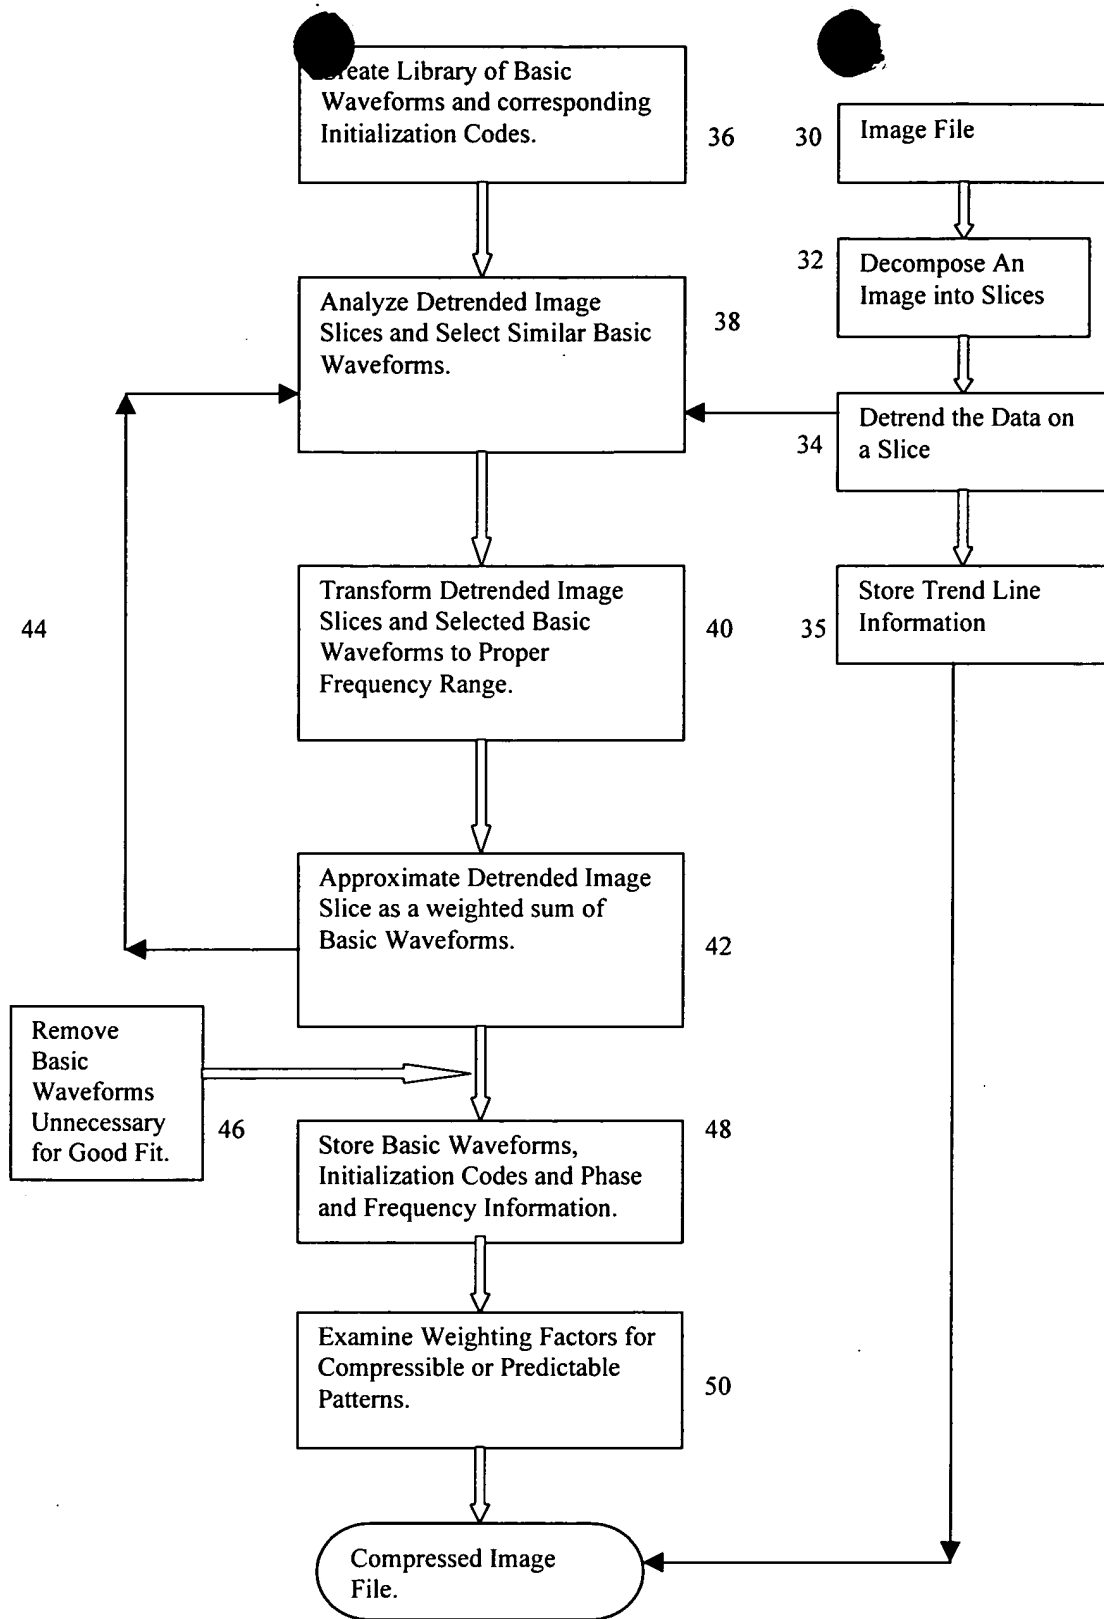 Create Library of Basic
Waveforms and corresponding
Initialization Codes.
36
30
Image File
32
Decompose An
Image into Slices
Analyze Detrended Image
Slices and Select Similar Basic
Waveforms.
38
34
Detrend the Data on
a Slice
Transform Detrended Image
Slices and Selected Basic
Waveforms to Proper
Frequency Range.
40
35
Store Trend Line
Information
44
Approximate Detrended Image
Slice as a weighted sum of
Basic Waveforms.
42
Remove
Basic
Waveforms
Unnecessary
for Good Fit.
46
Store Basic Waveforms,
Initialization Codes and Phase
and Frequency Information.
48
Examine Weighting Factors for
Compressible or Predictable
Patterns.
50
Compressed Image
File.